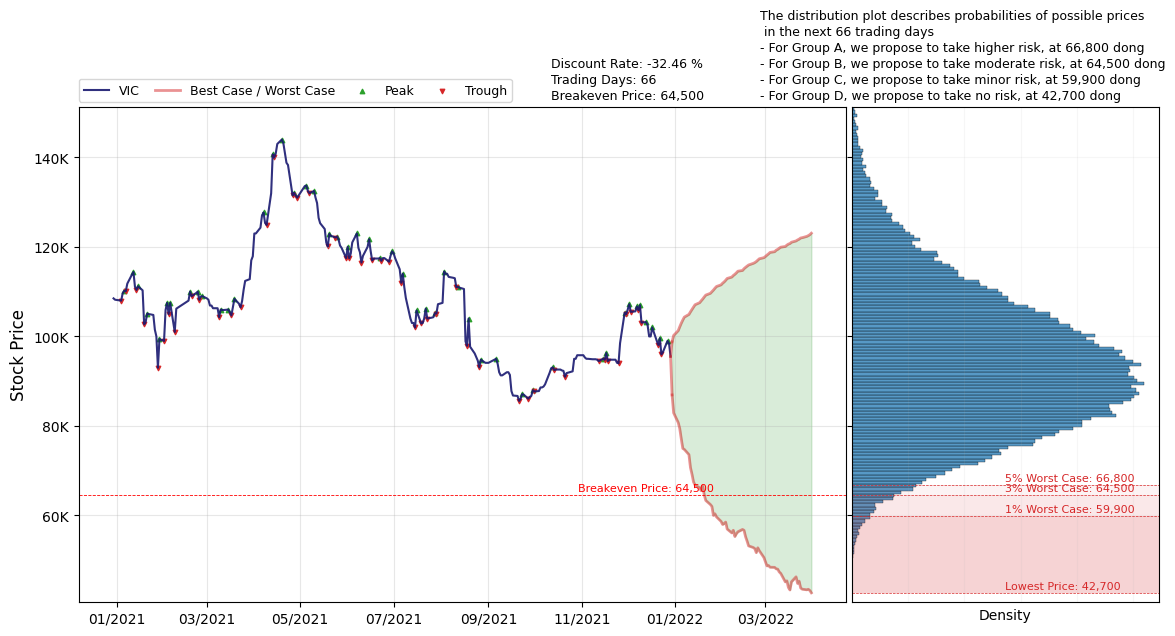 The distribution plot describes probabilities of possible prices
in the next 66 trading days
- For Group A, we propose to take higher risk, at 66,800 dong
- For Group B, we propose to take moderate risk, at 64,500 dong
- For Group C, we propose to take minor risk, at 59,900 dong
- For Group D, we propose to take no risk, at 42,700 dong
Discount Rate: -32.46 %
Trading Days: 66
Breakeven Price: 64,500
VIC
Best Case / Worst Case
Peak
Trough
Stock Price
140K
120K
100K
80K
60K
Breakeven Price: 64,500
01/2021
03/2021
05/2021
07/2021
09/2021
11/2021
01/2022
03/2022
5% Worst Case: 66,800
3% Worst Case: 64,500
1% Worst Case: 59,900
Lowest Price: 42,700
Density